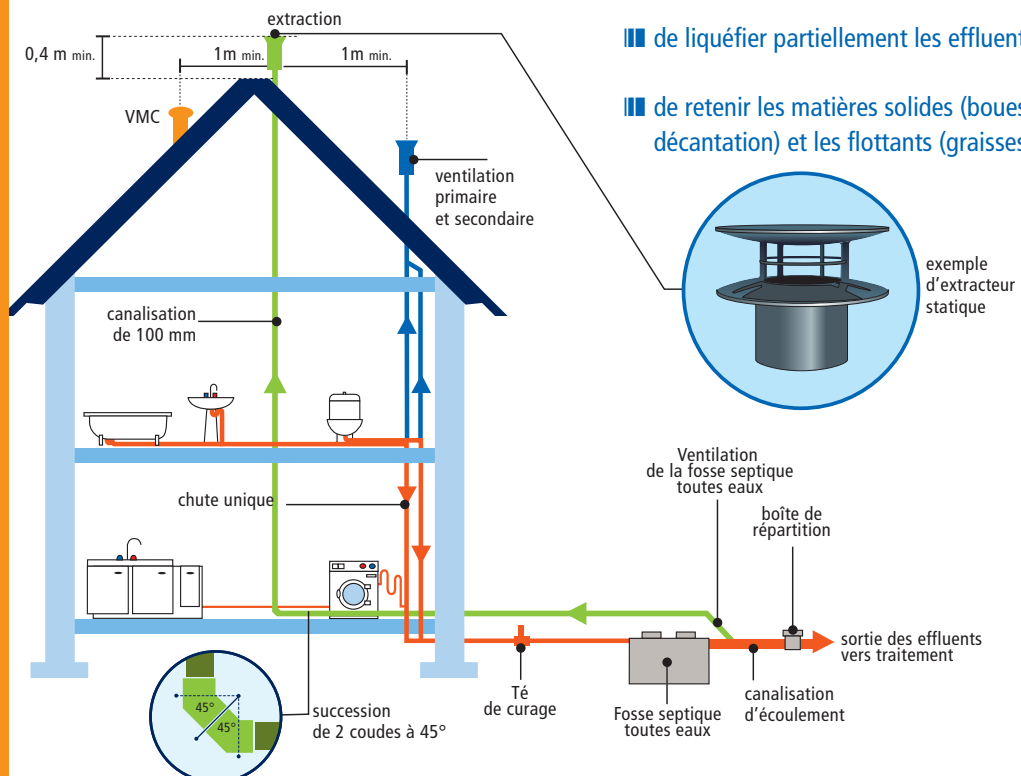 extraction
0,4 m min.
1m min.
1m min.
VMC
ventilation
primaire
et secondaire
de liquéfier partiellement les effluent
de retenir les matières solides (boues
décantation) et les flottants (graisses
exemple
d'extracteur
statique
canalisation
de 100 mm
chute unique
Ventilation
de la fosse septique
toutes eaux
boîte de
répartition
sortie des effluents
vers traitement
Té
de curage
Fosse septique
toutes eaux
canalisation
d'écoulement
45°
45°
succession
de 2 coudes à 45°